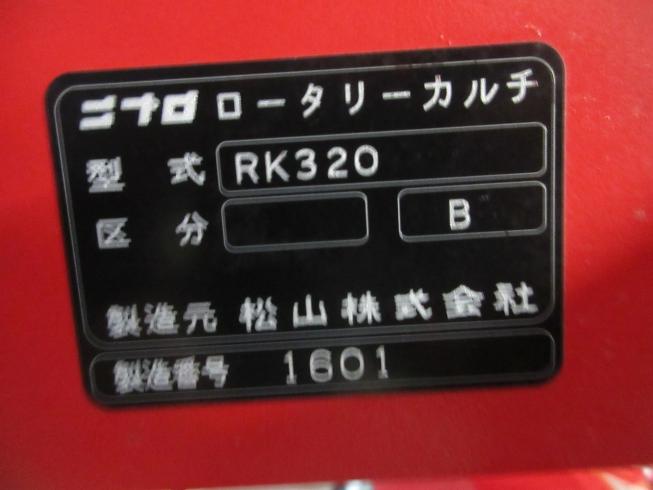 ニプロ ロータリーカルチ
型式 RK320
区分 B
製造元 松山株式会社
製造番号 1601